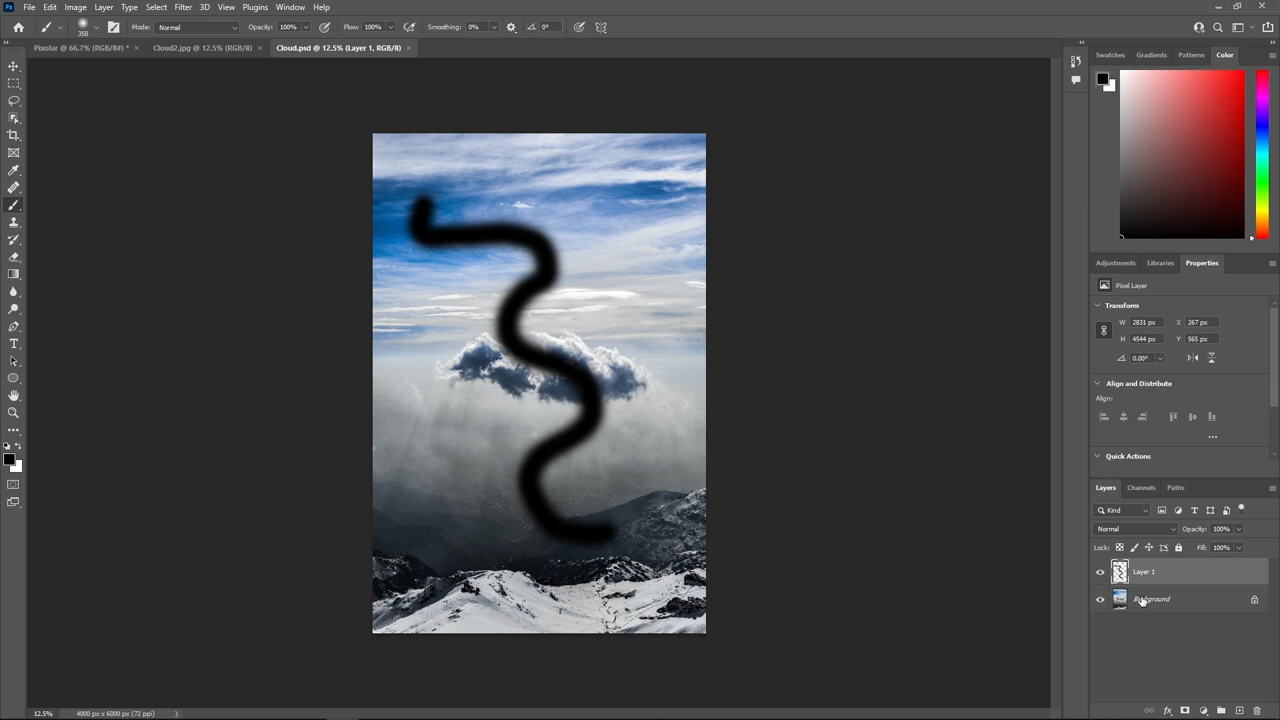 Ps File Edit Image Layer Type Select Filter 3D View Plugins Window Help
358 Mode: Normal Opacity: 100% Flow: 100% Smoothing: 0% 0°
Pixolar @ 66.7% (RGB/8#) * × Cloud2.jpg @ 12.5% (RGB/8) × Cloud.psd @ 12.5% (Layer 1, RGB/8) ×
Swatches Gradients Patterns Color
Adjustments Libraries Properties
Pixel Layer
Transform
W 2831 px X 267 px
H 4544 px Y 565 px
0.00°
Align and Distribute
Align:
Quick Actions
Layers Channels Paths
Kind
Normal Opacity: 100%
Lock: Fill: 100%
Layer 1
Background
12.5% 4000 px x 6000 px (72 ppi)